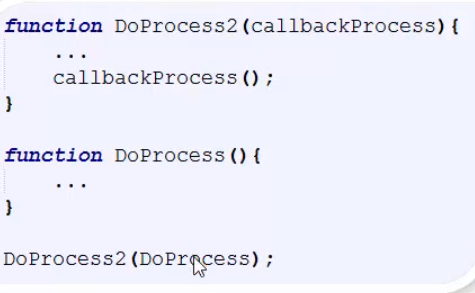 function DoProcess2(callbackProcess){
    ...
    callbackProcess();
}
function DoProcess(){
    ...
}
DoProcess2(DoProcess);